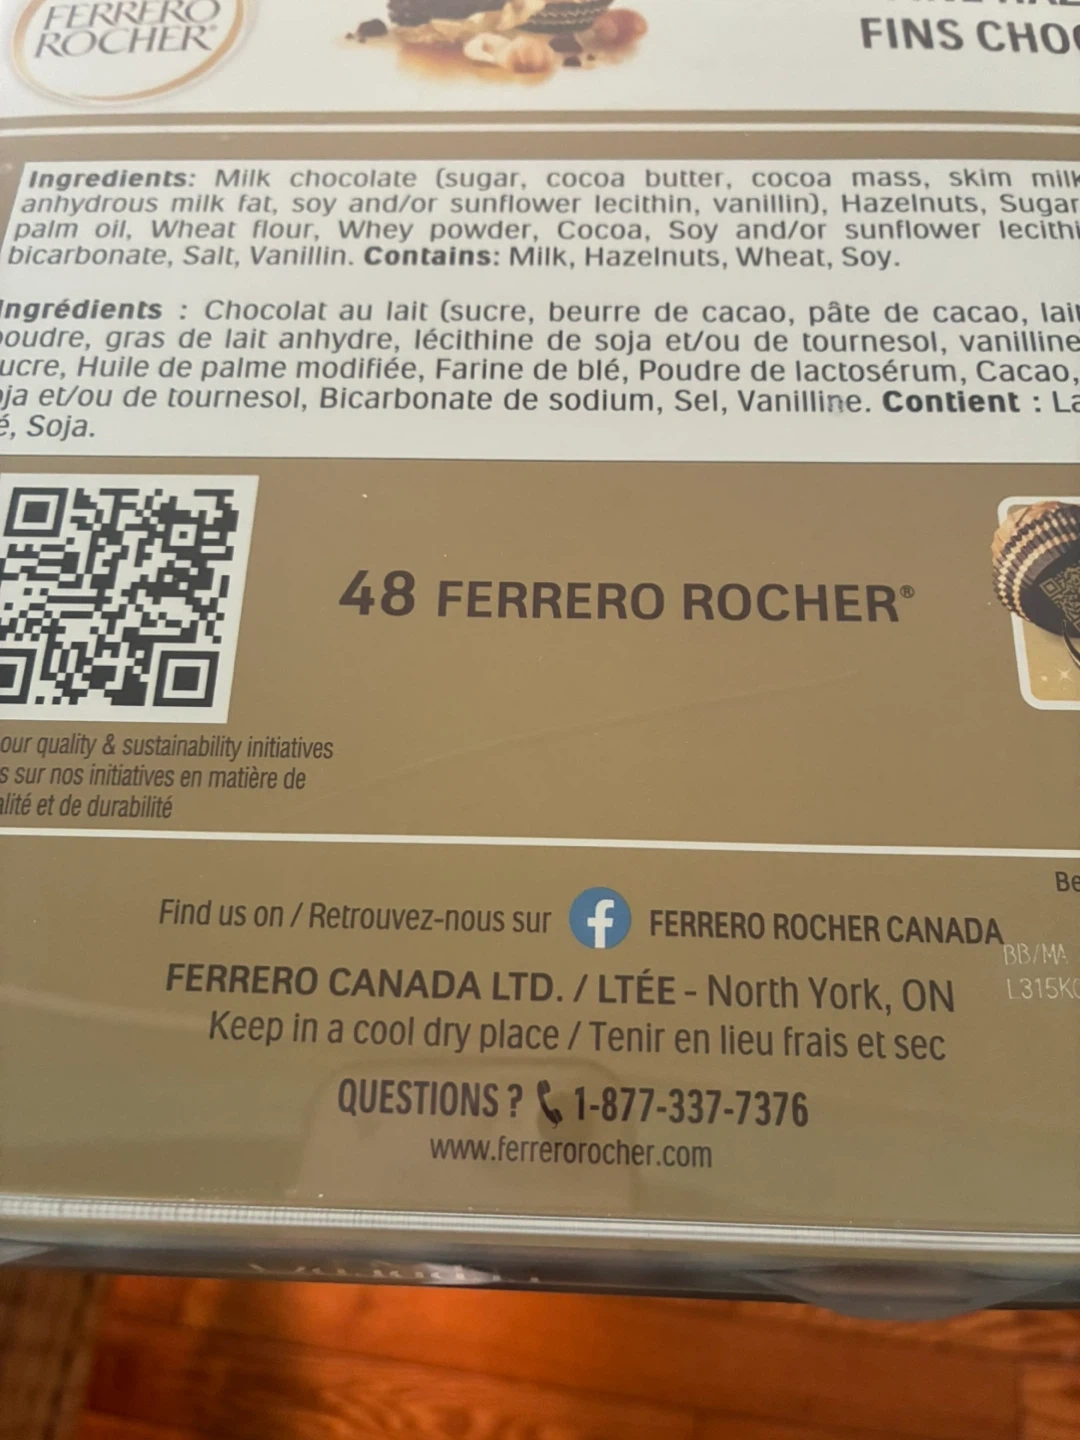 FERRERO
ROCHER
FINS CHO
Ingredients: Milk chocolate (sugar, cocoa butter, cocoa mass, skim milk
anhydrous milk fat, soy and/or sunflower lecithin, vanillin), Hazelnuts, Sugar
palm oil, Wheat flour, Whey powder, Cocoa, Soy and/or sunflower lecithi
bicarbonate, Salt, Vanillin. Contains: Milk, Hazelnuts, Wheat, Soy.
Ingrédients : Chocolat au lait (sucre, beurre de cacao, pâte de cacao, lait
poudre, gras de lait anhydre, lécithine de soja et/ou de tournesol, vanilline
ucre, Huile de palme modifiée, Farine de blé, Poudre de lactosérum, Cacao,
oja et/ou de tournesol, Bicarbonate de sodium, Sel, Vanilline. Contient : La
é, Soja.
48 FERRERO ROCHER®
our quality & sustainability initiatives
s sur nos initiatives en matière de
alité et de durabilité
Be
Find us on / Retrouvez-nous sur f FERRERO ROCHER CANADA
BB/MA
FERRERO CANADA LTD. / LTÉE - North York, ON
L315K
Keep in a cool dry place / Tenir en lieu frais et sec
QUESTIONS ? 1-877-337-7376
www.ferrerorocher.com